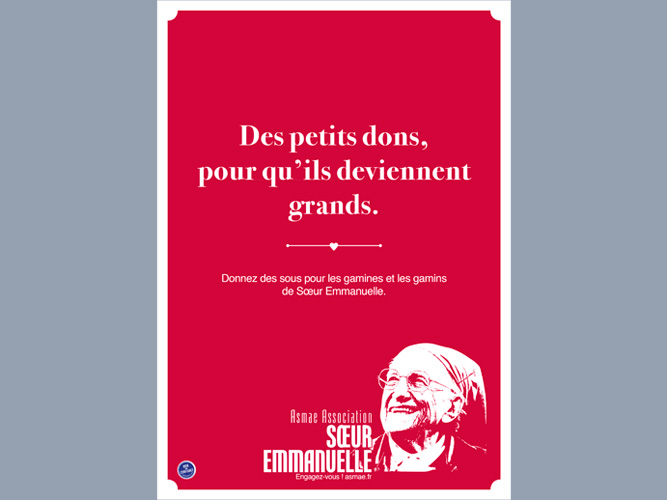 Des petits dons,
pour qu’ils deviennent
grands.
Donnez des sous pour les gamines et les gamins
de Sœur Emmanuelle.
Asmae Association
SŒUR
EMMANUELLE
Engagez-vous ! asmae.fr